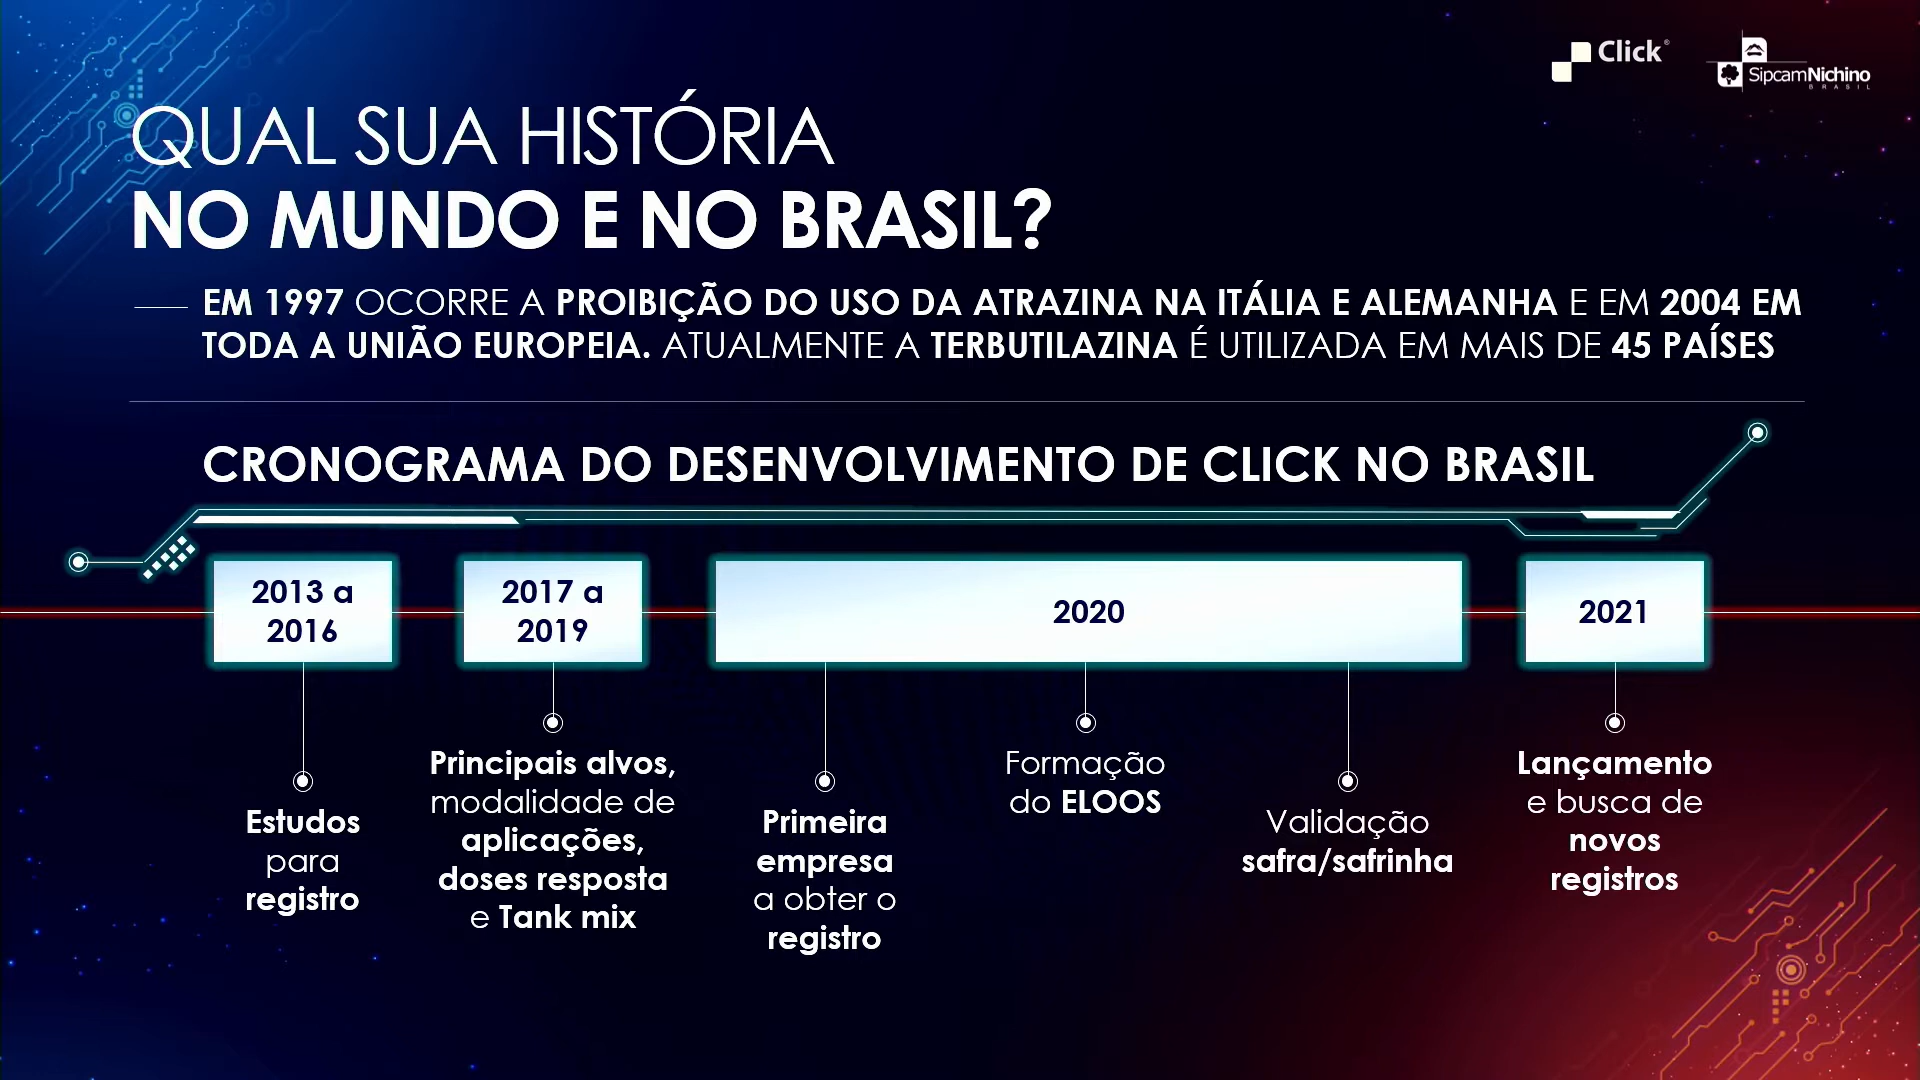 Click®
SipcamNichino
BRASIL
QUAL SUA HISTÓRIA
NO MUNDO E NO BRASIL?
EM 1997 OCORRE A PROIBIÇÃO DO USO DA ATRAZINA NA ITÁLIA E ALEMANHA E EM 2004 EM
TODA A UNIÃO EUROPEIA. ATUALMENTE A TERBUTILAZINA É UTILIZADA EM MAIS DE 45 PAÍSES
CRONOGRAMA DO DESENVOLVIMENTO DE CLICK NO BRASIL
2013 a
2016
Estudos
para
registro
2017 a
2019
Principais alvos,
modalidade de
aplicações,
doses resposta
e Tank mix
2020
Primeira
empresa
a obter o
registro
Formação
do ELOOS
Validação
safra/safrinha
2021
Lançamento
e busca de
novos
registros